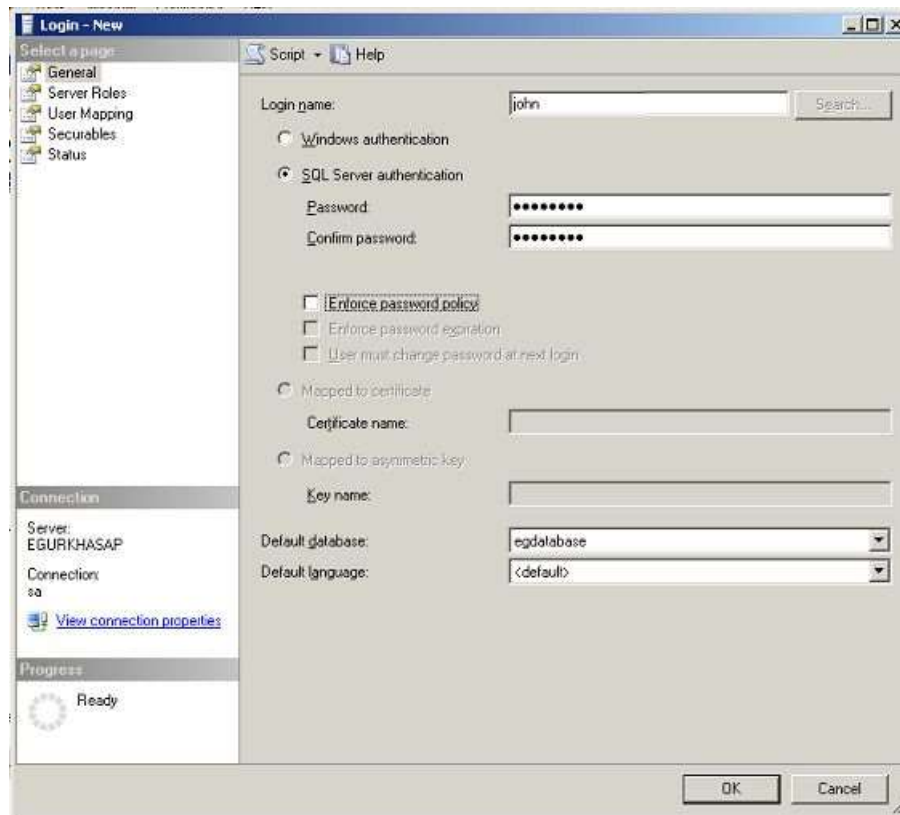 Login - New
Select a page
General
Server Roles
User Mapping
Securables
Status
Script Help
Login name: john Search...
Windows authentication
SQL Server authentication
Password: ●●●●●●●●
Confirm password: ●●●●●●●●
Enforce password policy
Enforce password expiration
User must change password at next login
Mapped to certificate
Certificate name:
Mapped to asymmetric key
Key name:
Default database: egdatabase
Default language: <default>
Connection
Server:
EGURKHASAP
Connection:
sa
View connection properties
Progress
Ready
OK Cancel